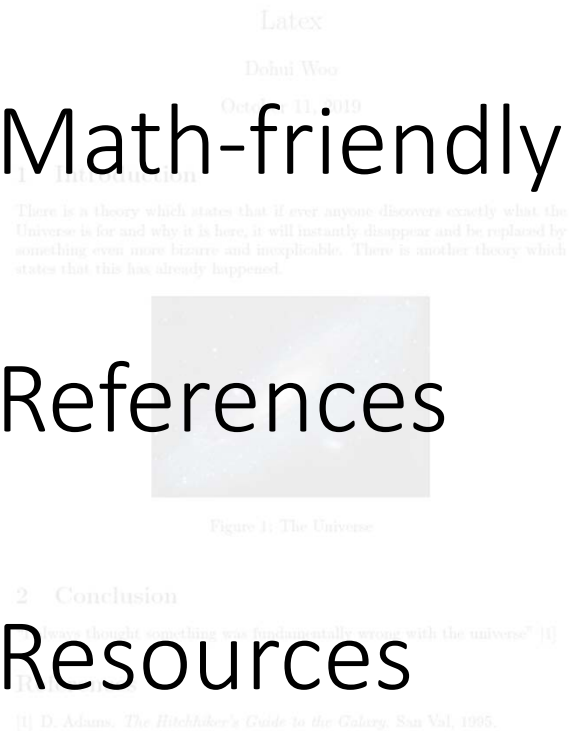 Latex
Dohui Woo
October 11, 2019
Math-friendly
1 Introduction
There is a theory which states that if ever anyone discovers exactly what the
Universe is for and why it is here, it will instantly disappear and be replaced by
something even more bizarre and inexplicable. There is another theory which
states that this has already happened.
References
Figure 1: The Universe
2 Conclusion
"I always thought something was fundamentally wrong with the universe" [1]
Resources
References
[1] D. Adams. The Hitchhiker's Guide to the Galaxy. San Val, 1995.